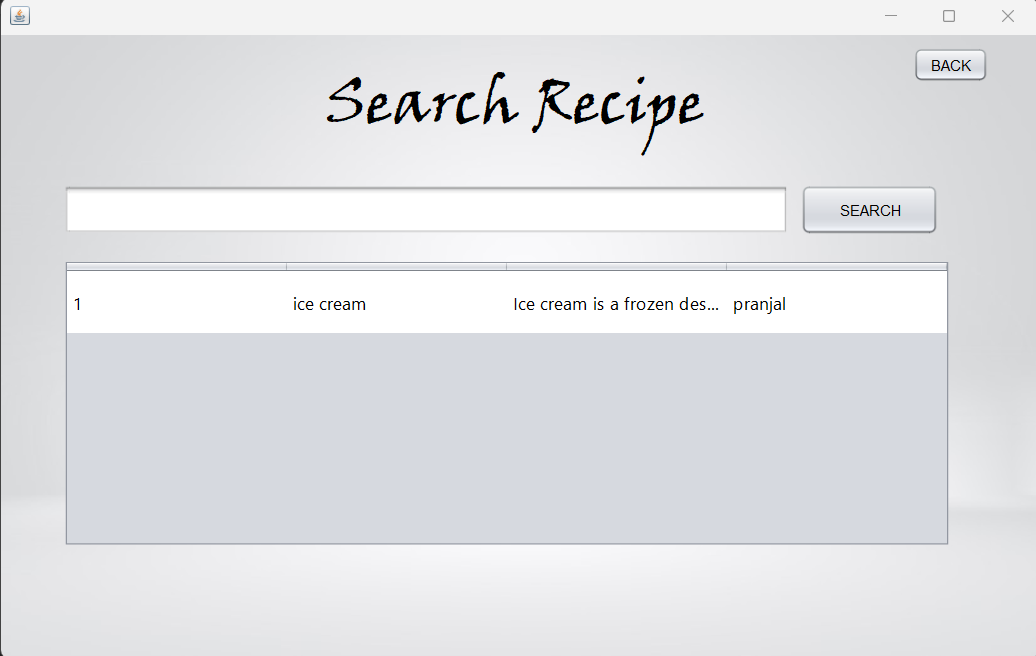 BACK
Search Recipe
SEARCH
1 ice cream Ice cream is a frozen des... pranjal